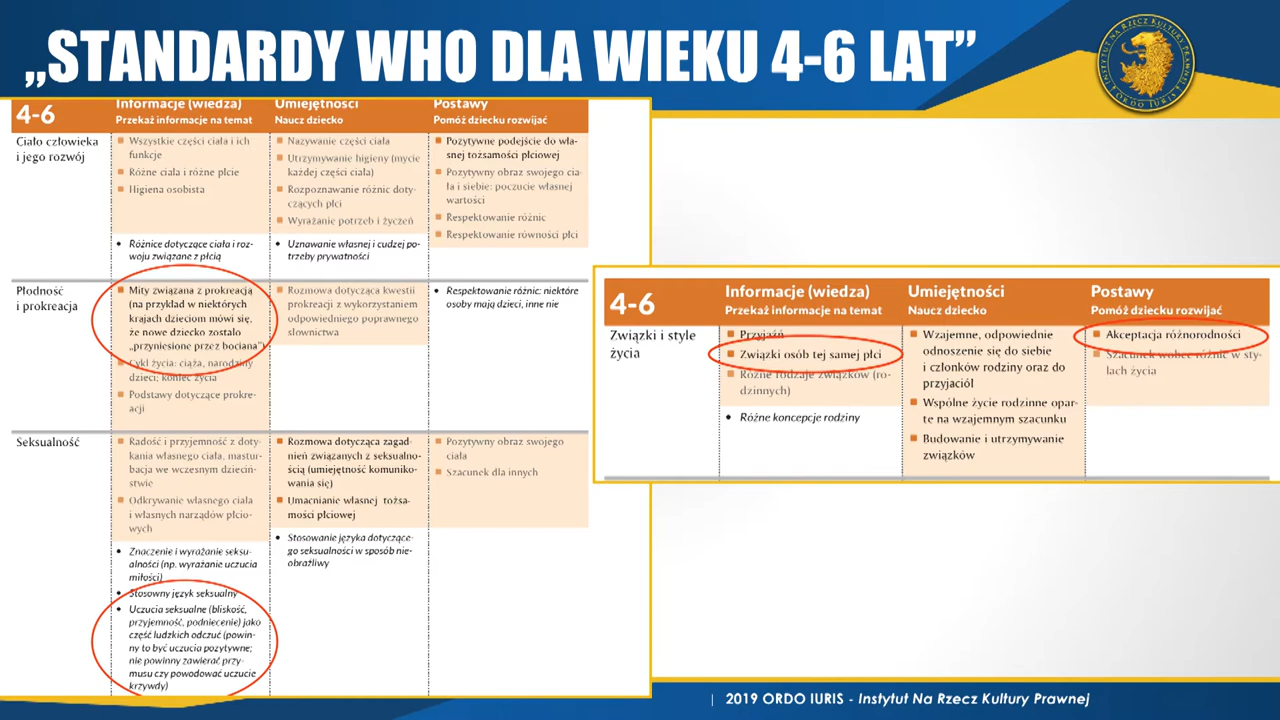 „STANDARDY WHO DLA WIEKU 4-6 LAT”
INSTYTUT NA RZECZ KULTURY PRAWNEJ
ORDO IURIS
4-6
Informacje (wiedza)
Przekaż informacje na temat
Umiejętności
Naucz dziecko
Postawy
Pomóż dziecku rozwijać
Ciało człowieka
i jego rozwój
Wszystkie części ciała i ich
funkcje
Różne ciała i różne płcie
Higiena osobista
• Różnice dotyczące ciała i roz-
woju związane z płcią
Nazywanie części ciała
Utrzymywanie higieny (mycie
każdej części ciała)
Rozpoznawanie różnic doty-
czących płci
Wyrażanie potrzeb i życzeń
• Uznawanie własnej i cudzej po-
trzeby prywatności
Pozytywne podejście do wła-
snej tożsamości płciowej
Pozytywny obraz swojego cia-
ła i siebie: poczucie własnej
wartości
Respektowanie różnic
Respektowanie równości płci
Płodność
i prokreacja
Mity związana z prokreacją
(na przykład w niektórych
krajach dzieciom mówi się,
że nowe dziecko zostało
„przyniesione przez bociana”)
Cykl życia: ciąża, narodziny
dzieci; koniec życia
Podstawy dotyczące prokre-
acji
Rozmowa dotycząca kwestii
prokreacji z wykorzystaniem
odpowiedniego poprawnego
słownictwa
• Respektowanie różnic: niektóre
osoby mają dzieci, inne nie
Seksualność
Radość i przyjemność z doty-
kania własnego ciała, mastur-
bacja we wczesnym dzieciń-
stwie
Odkrywanie własnego ciała
i własnych narządów płcio-
wych
• Znaczenie i wyrażanie seksu-
alności (np. wyrażanie uczucia
miłości)
• Stosowny język seksualny
• Uczucia seksualne (bliskość,
przyjemność, podniecenie) jako
część ludzkich odczuć (powin-
ny to być uczucia pozytywne;
nie powinny zawierać przy-
musu czy powodować uczucie
krzywdy)
Rozmowa dotycząca zagad-
nień związanych z seksualno-
ścią (umiejętność komuniko-
wania się)
Umacnianie własnej tożsa-
mości płciowej
• Stosowanie języka dotyczące-
go seksualności w sposób nie-
obraźliwy
Pozytywny obraz swojego
ciała
Szacunek dla innych
4-6
Informacje (wiedza)
Przekaż informacje na temat
Umiejętności
Naucz dziecko
Postawy
Pomóż dziecku rozwijać
Związki i style
życia
Przyjaźń
Związki osób tej samej płci
Różne rodzaje związków (ro-
dzinnych)
• Różne koncepcje rodziny
Wzajemne, odpowiednie
odnoszenie się do siebie
i członków rodziny oraz do
przyjaciół
Wspólne życie rodzinne opar-
te na wzajemnym szacunku
Budowanie i utrzymywanie
związków
Akceptacja różnorodności
Szacunek wobec różnic w sty-
lach życia
| 2019 ORDO IURIS - Instytut Na Rzecz Kultury Prawnej